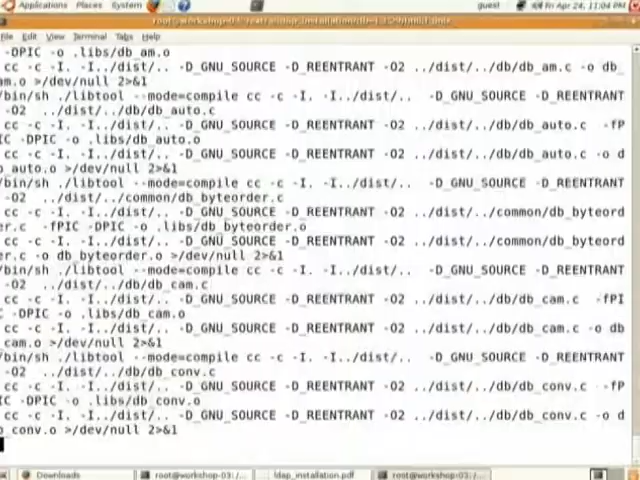 Applications Places System guest Fri Apr 24, 11:04 PM
File Edit View Terminal Tabs Help
-DPIC -o .libs/db_am.o
cc -c -I. -I../dist/.. -D_GNU_SOURCE -D_REENTRANT -O2 ../dist/../db/db_am.c -o db_
am.o >/dev/null 2>&1
/bin/sh ./libtool --mode=compile cc -c -I. -I../dist/.. -D_GNU_SOURCE -D_REENTRANT
-O2 ../dist/../db/db_auto.c
cc -c -I. -I../dist/.. -D_GNU_SOURCE -D_REENTRANT -O2 ../dist/../db/db_auto.c -fP
IC -DPIC -o .libs/db_auto.o
cc -c -I. -I../dist/.. -D_GNU_SOURCE -D_REENTRANT -O2 ../dist/../db/db_auto.c -o d
b_auto.o >/dev/null 2>&1
/bin/sh ./libtool --mode=compile cc -c -I. -I../dist/.. -D_GNU_SOURCE -D_REENTRANT
-O2 ../dist/../common/db_byteorder.c
cc -c -I. -I../dist/.. -D_GNU_SOURCE -D_REENTRANT -O2 ../dist/../common/db_byteord
er.c -fPIC -DPIC -o .libs/db_byteorder.o
cc -c -I. -I../dist/.. -D_GNU_SOURCE -D_REENTRANT -O2 ../dist/../common/db_byteord
er.c -o db_byteorder.o >/dev/null 2>&1
/bin/sh ./libtool --mode=compile cc -c -I. -I../dist/.. -D_GNU_SOURCE -D_REENTRANT
-O2 ../dist/../db/db_cam.c
cc -c -I. -I../dist/.. -D_GNU_SOURCE -D_REENTRANT -O2 ../dist/../db/db_cam.c -fPI
C -DPIC -o .libs/db_cam.o
cc -c -I. -I../dist/.. -D_GNU_SOURCE -D_REENTRANT -O2 ../dist/../db/db_cam.c -o db
_cam.o >/dev/null 2>&1
/bin/sh ./libtool --mode=compile cc -c -I. -I../dist/.. -D_GNU_SOURCE -D_REENTRANT
-O2 ../dist/../db/db_conv.c
cc -c -I. -I../dist/.. -D_GNU_SOURCE -D_REENTRANT -O2 ../dist/../db/db_conv.c -fP
IC -DPIC -o .libs/db_conv.o
cc -c -I. -I../dist/.. -D_GNU_SOURCE -D_REENTRANT -O2 ../dist/../db/db_conv.c -o d
b_conv.o >/dev/null 2>&1
Downloads root@workshop-03:/... ldap_installation.pdf root@workshop-03:/...